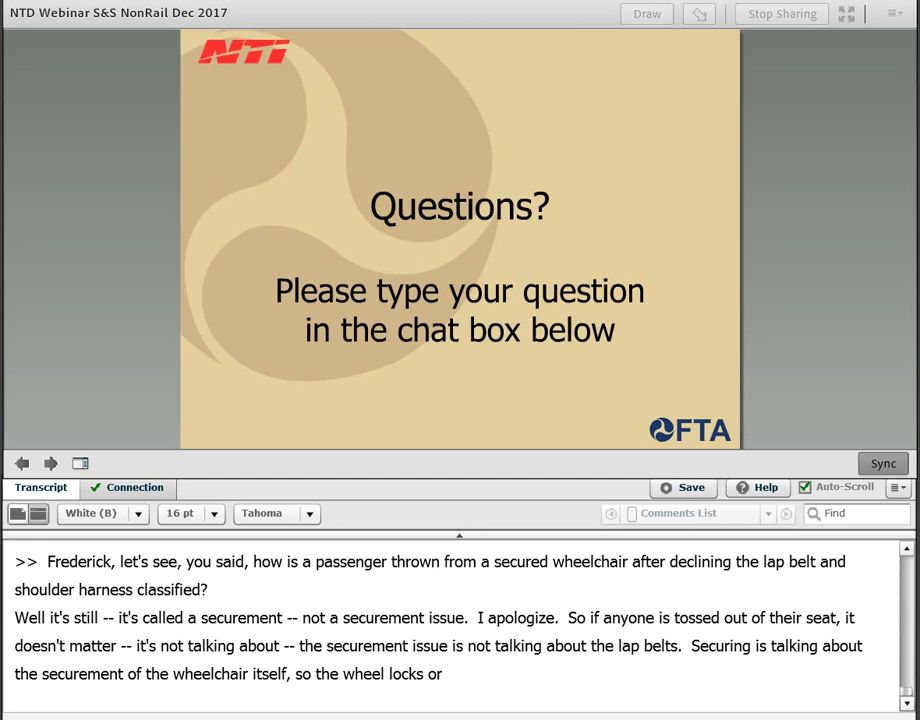 NTD Webinar S&S NonRail Dec 2017
Draw
Stop Sharing
NTI
Questions?
Please type your question
in the chat box below
FTA
Sync
Transcript
Connection
Save
Help
Auto-Scroll
White (B)
16 pt
Tahoma
Comments List
Find
>>  Frederick, let's see, you said, how is a passenger thrown from a secured wheelchair after declining the lap belt and
shoulder harness classified?
Well it's still -- it's called a securement -- not a securement issue.  I apologize.  So if anyone is tossed out of their seat, it
doesn't matter -- it's not talking about -- the securement issue is not talking about the lap belts.  Securing is talking about
the securement of the wheelchair itself, so the wheel locks or